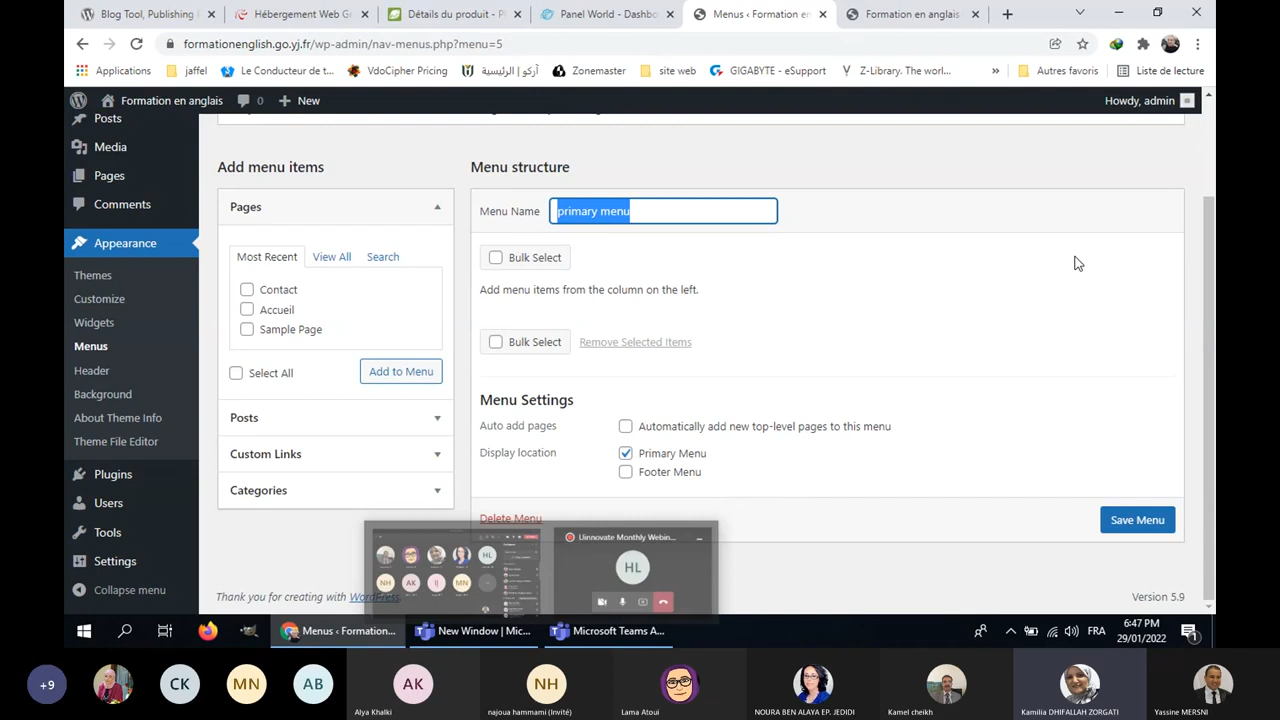 Blog Tool, Publishing
Hébergement Web G
Détails du produit - P
Panel World - Dashbo
Menus ‹ Formation en
Formation en anglais
formationenglish.go.yj.fr/wp-admin/nav-menus.php?menu=5
Applications
jaffel
Le Conducteur de t...
VdoCipher Pricing
آركو | الرئيسية
Zonemaster
site web
GIGABYTE - eSupport
Z-Library. The worl...
»
Autres favoris
Liste de lecture
Formation en anglais
0
New
Howdy, admin
Posts
Media
Pages
Comments
Appearance
Themes
Customize
Widgets
Menus
Header
Background
About Theme Info
Theme File Editor
Plugins
Users
Tools
Settings
Collapse menu
Add menu items
Pages
Most Recent
View All
Search
Contact
Accueil
Sample Page
Select All
Add to Menu
Posts
Custom Links
Categories
Menu structure
Menu Name
primary menu
Bulk Select
Add menu items from the column on the left.
Bulk Select
Remove Selected Items
Menu Settings
Auto add pages
Automatically add new top-level pages to this menu
Display location
Primary Menu
Footer Menu
Delete Menu
Save Menu
HL
NH
AK
IJ
MN
Uinnovate Monthly Webin...
HL
Thank you for creating with WordPress.
Version 5.9
Menus ‹ Formation...
New Window | Mic...
Microsoft Teams A...
FRA
6:47 PM
29/01/2022
1
+9
CK
MN
AB
AK
NH
Alya Khalki
najoua hammami (Invité)
Lama Atoui
NOURA BEN ALAYA EP. JEDIDI
Kamel cheikh
Kamilia DHIFALLAH ZORGATI
Yassine MERSNI